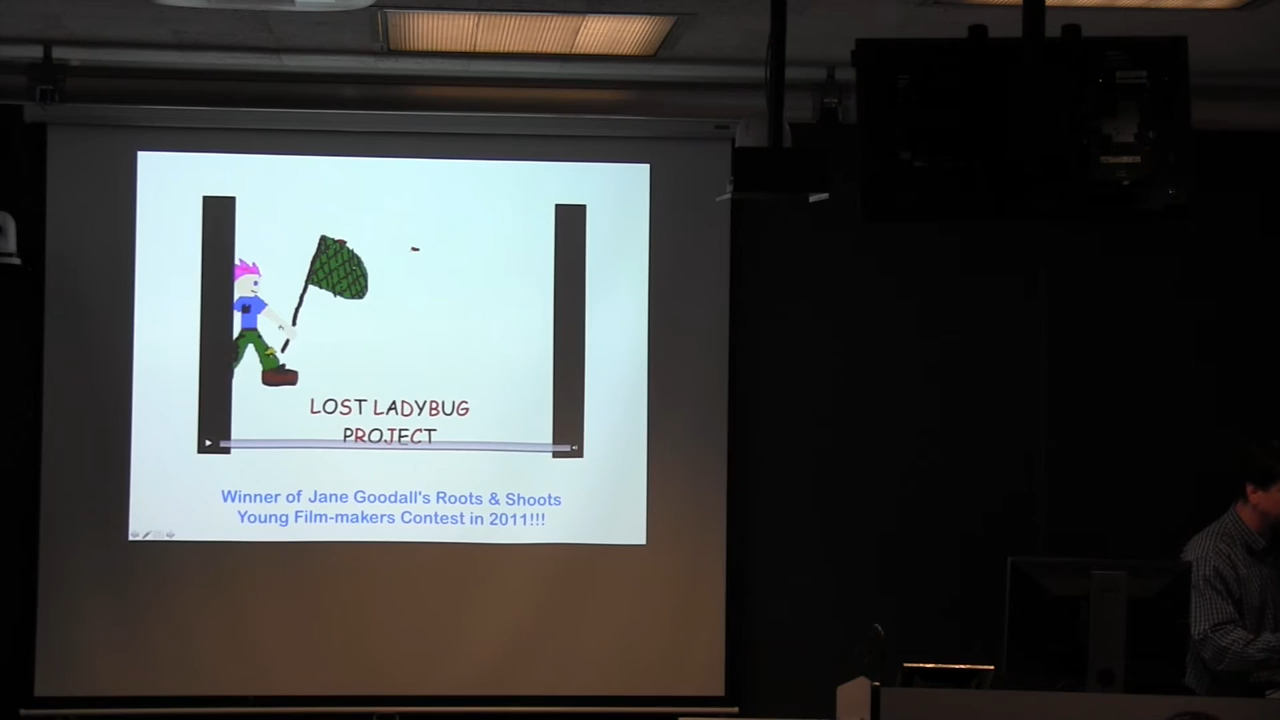 LOST LADYBUG
PROJECT
Winner of Jane Goodall's Roots & Shoots
Young Film-makers Contest in 2011!!!